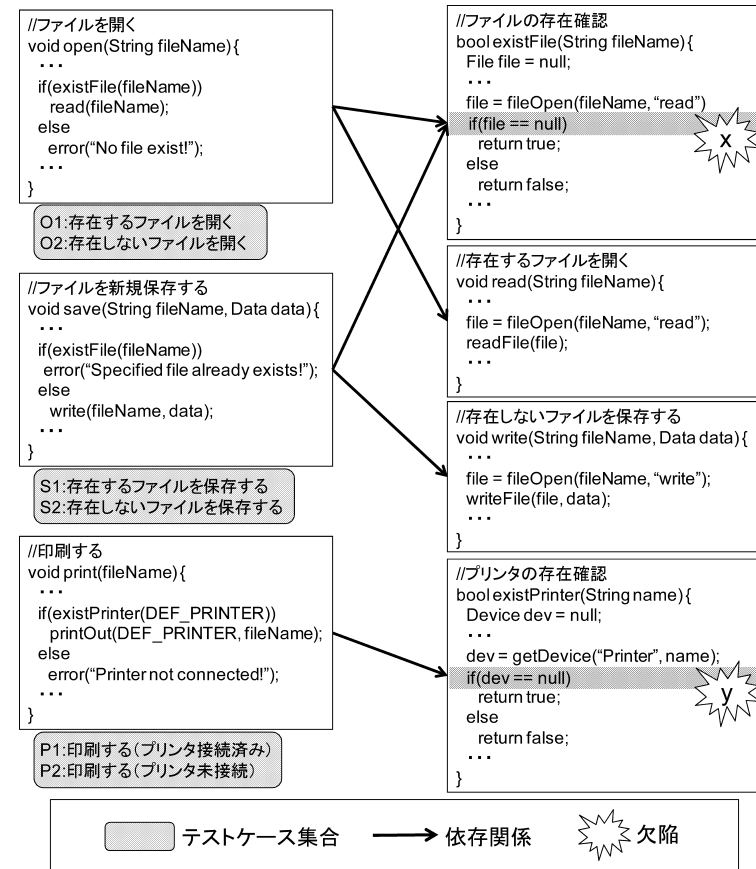 //ファイルを開く
void open(String fileName){
・・・
if(existFile(fileName))
read(fileName);
else
error("No file exist!");
・・・
}
O1:存在するファイルを開く
O2:存在しないファイルを開く
//ファイルを新規保存する
void save(String fileName, Data data){
・・・
if(existFile(fileName))
error("Specified file already exists!");
else
write(fileName, data);
・・・
}
S1:存在するファイルを保存する
S2:存在しないファイルを保存する
//印刷する
void print(fileName){
・・・
if(existPrinter(DEF_PRINTER))
printOut(DEF_PRINTER, fileName);
else
error("Printer not connected!");
・・・
}
P1:印刷する(プリンタ接続済み)
P2:印刷する(プリンタ未接続)
//ファイルの存在確認
bool existFile(String fileName){
File file = null;
・・・
file = fileOpen(fileName, "read")
if(file == null)
return true;
else
return false;
・・・
}
x
//存在するファイルを開く
void read(String fileName){
・・・
file = fileOpen(fileName, "read");
readFile(file);
・・・
}
//存在しないファイルを保存する
void write(String fileName, Data data){
・・・
file = fileOpen(fileName, "write");
writeFile(file, data);
・・・
}
//プリンタの存在確認
bool existPrinter(String name){
Device dev = null;
・・・
dev = getDevice("Printer", name);
if(dev == null)
return true;
else
return false;
・・・
}
y
テストケース集合
依存関係
欠陥